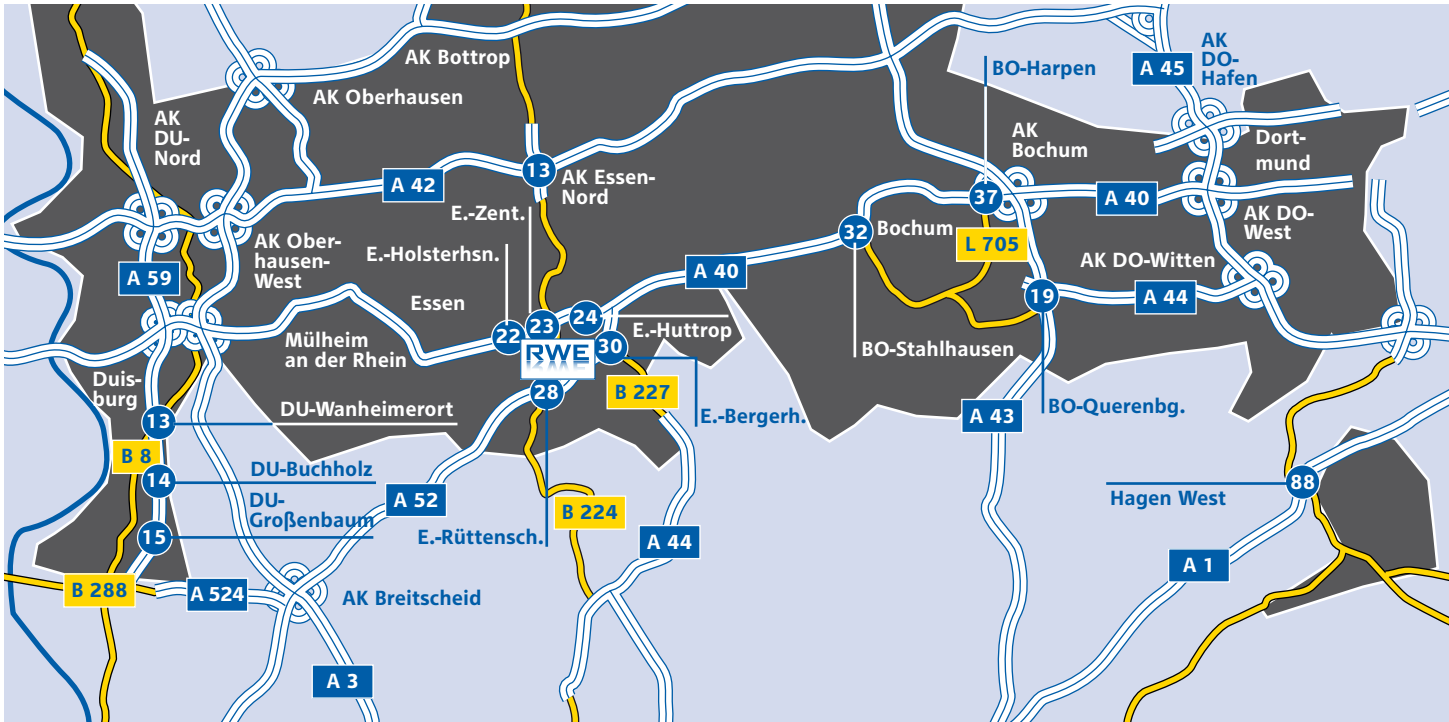 AK Bottrop
AK Oberhausen
AK
DU-
Nord
A 42
13
AK Essen-
Nord
E.-Zent.
E.-Holsterhsn.
AK Ober-
hausen-
West
A 59
Essen
Mülheim
an der Rhein
22
23
24
E.-Huttrop
30
RWE
28
A 40
B 227
E.-Bergerh.
Duis-
burg
13
DU-Wanheimerort
B 8
14
DU-Buchholz
DU-
Großenbaum
15
A 52
E.-Rüttensch.
B 224
A 44
B 288
A 524
AK Breitscheid
A 3
BO-Harpen
A 45
AK
DO-
Hafen
AK
Bochum
Dort-
mund
37
A 40
32
Bochum
L 705
AK DO-
West
AK DO-Witten
19
A 44
BO-Stahlhausen
A 43
BO-Querenbg.
88
Hagen West
A 1